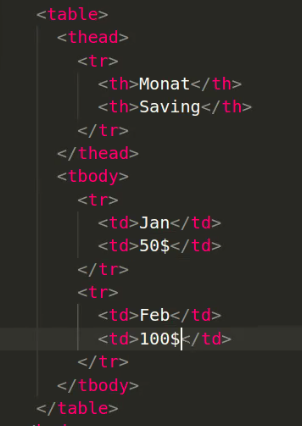 <table>
<thead>
<tr>
<th>Monat</th>
<th>Saving</th>
</tr>
</thead>
<tbody>
<tr>
<td>Jan</td>
<td>50$</td>
</tr>
<tr>
<td>Feb</td>
<td>100$</td>
</tr>
</tbody>
</table>